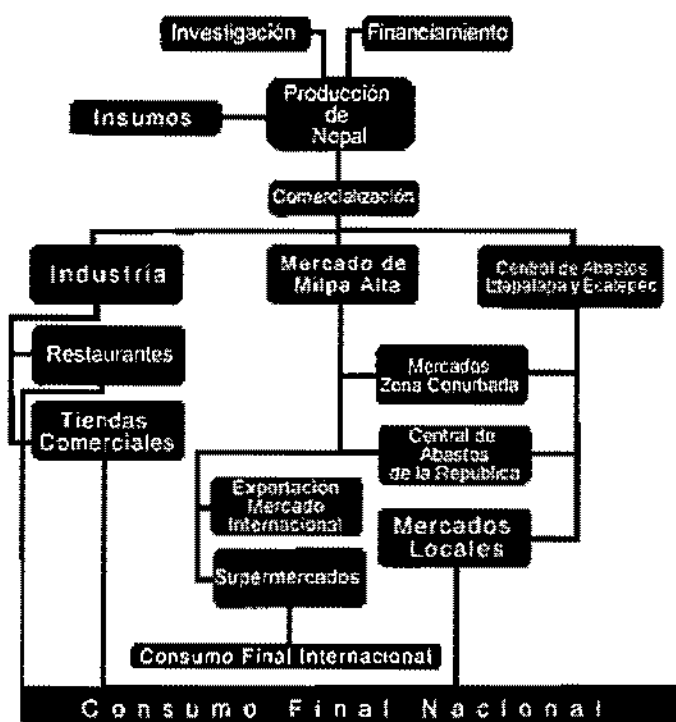 Investigación
Financiamiento
Insumos
Producción
de
Nopal
Comercialización
Industría
Mercado de
Milpa Alta
Central de Abastos
Iztapalapa y Ecatepec
Restaurantes
Mercados
Zona Conurbada
Tiendas
Comerciales
Central de
Abastos
de la Republica
Exportación
Mercado
Internacional
Mercados
Locales
Supermercados
Consumo Final Internacional
Consumo Final Nacional